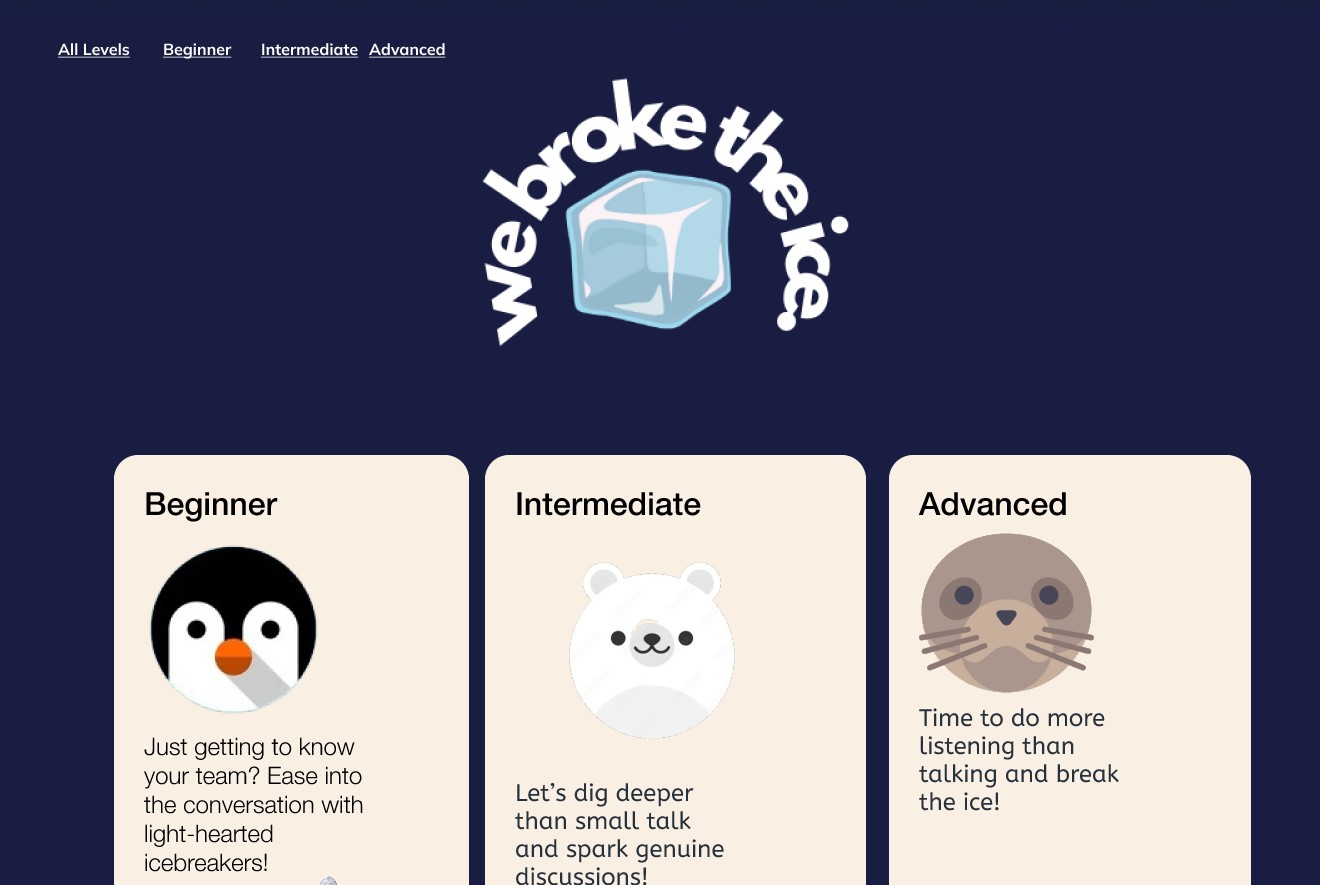 All Levels Beginner Intermediate Advanced
we broke the ice.
Beginner
Just getting to know
your team? Ease into
the conversation with
light-hearted
icebreakers!
Intermediate
Let’s dig deeper
than small talk
and spark genuine
discussions!
Advanced
Time to do more
listening than
talking and break
the ice!